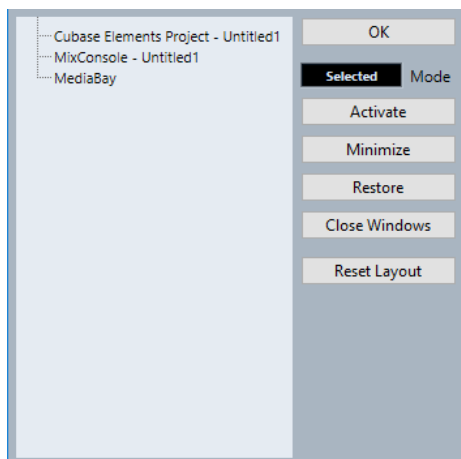 Cubase Elements Project - Untitled1
MixConsole - Untitled1
MediaBay
OK
Selected Mode
Activate
Minimize
Restore
Close Windows
Reset Layout